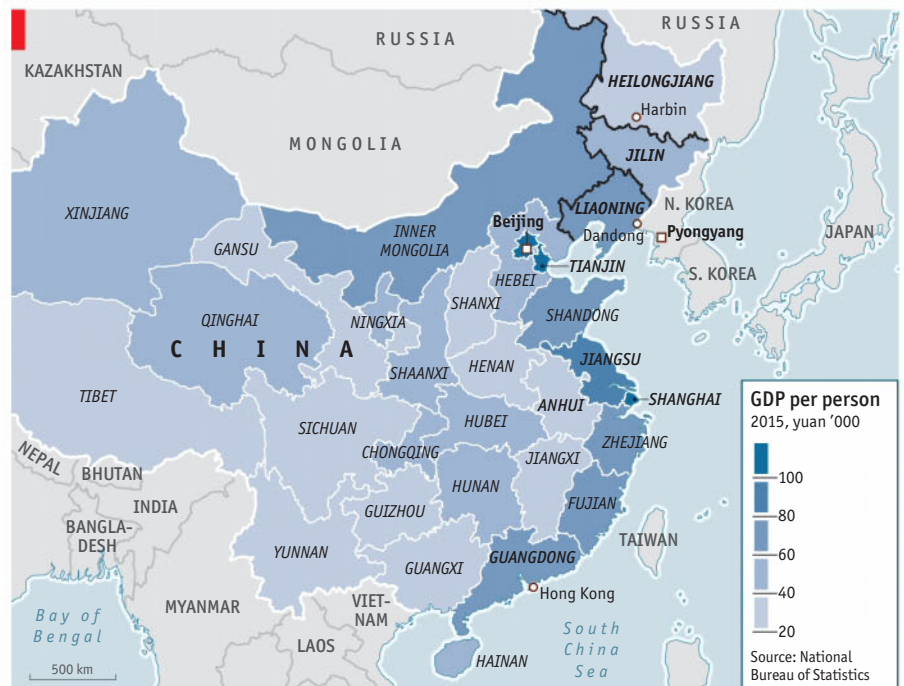 RUSSIA
RUSSIA
KAZAKHSTAN
HEILONGJIANG
Harbin
MONGOLIA
JILIN
XINJIANG
LIAONING
N. KOREA
Beijing
INNER
MONGOLIA
Dandong
Pyongyang
JAPAN
GANSU
TIANJIN
S. KOREA
HEBEI
SHANXI
QINGHAI
NINGXIA
SHANDONG
CHINA
JIANGSU
SHAANXI
HENAN
TIBET
ANHUI
SHANGHAI
SICHUAN
HUBEI
ZHEJIANG
CHONGQING
JIANGXI
NEPAL
BHUTAN
HUNAN
FUJIAN
GUIZHOU
INDIA
BANGLA-
DESH
TAIWAN
YUNNAN
GUANGXI
GUANGDONG
Hong Kong
MYANMAR
VIET-
NAM
Bay of
Bengal
LAOS
South
China
Sea
HAINAN
500 km
GDP per person
2015, yuan ’000
100
80
60
40
20
Source: National
Bureau of Statistics